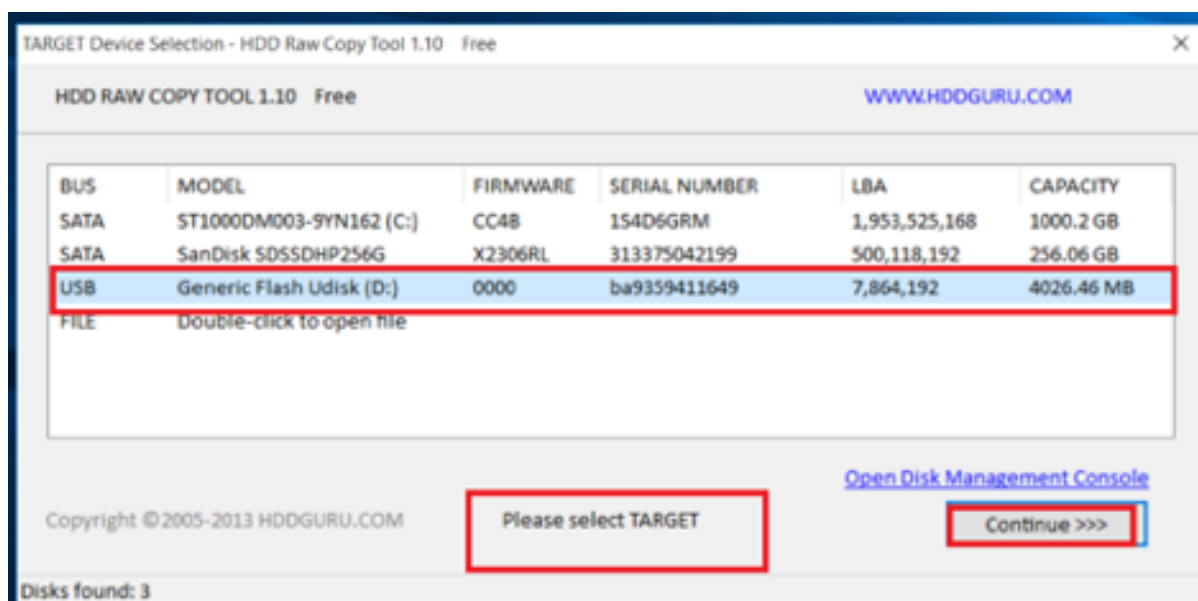 TARGET Device Selection - HDD Raw Copy Tool 1.10 Free
HDD RAW COPY TOOL 1.10 Free WWW.HDDGURU.COM
BUS MODEL FIRMWARE SERIAL NUMBER LBA CAPACITY
SATA ST1000DM003-9YN162 (C:) CC4B 1S4D6GRM 1,953,525,168 1000.2 GB
SATA SanDisk SDSSDHP256G X2306RL 313375042199 500,118,192 256.06 GB
USB Generic Flash Udisk (D:) 0000 ba9359411649 7,864,192 4026.46 MB
FILE Double-click to open file
Open Disk Management Console
Copyright ©2005-2013 HDDGURU.COM Please select TARGET Continue >>>
Disks found: 3